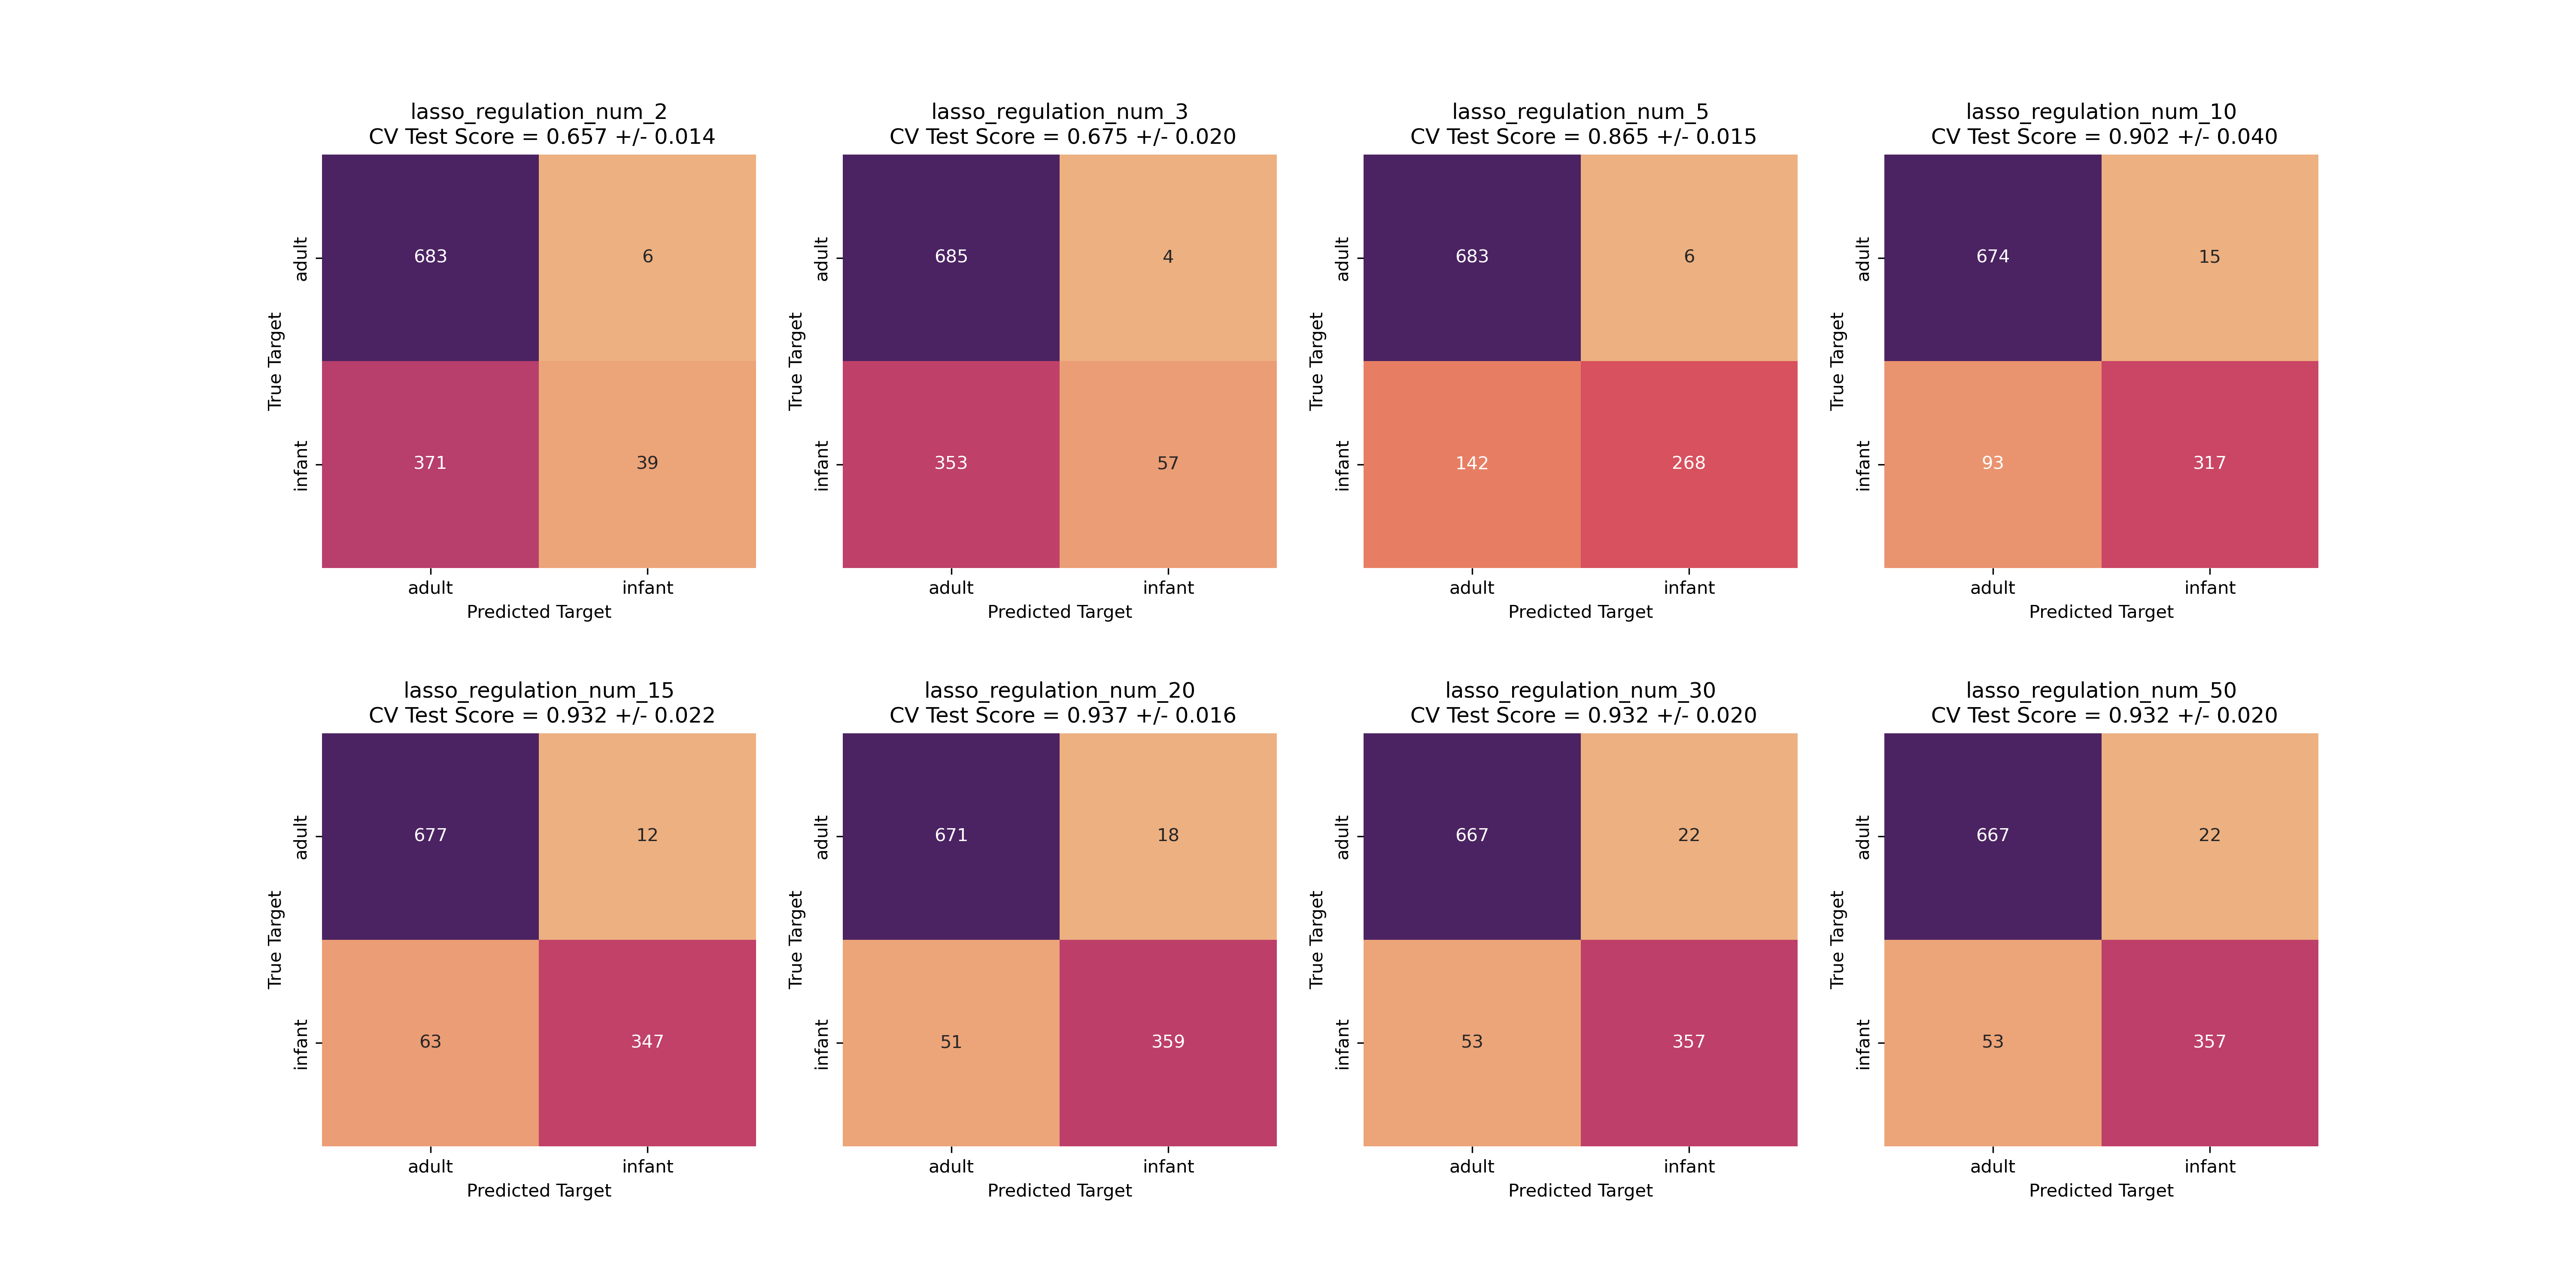 lasso_regulation_num_2
CV Test Score = 0.657 +/- 0.014
True Target
adult
infant
683
6
371
39
adult
infant
Predicted Target
lasso_regulation_num_3
CV Test Score = 0.675 +/- 0.020
True Target
adult
infant
685
4
353
57
adult
infant
Predicted Target
lasso_regulation_num_5
CV Test Score = 0.865 +/- 0.015
True Target
adult
infant
683
6
142
268
adult
infant
Predicted Target
lasso_regulation_num_10
CV Test Score = 0.902 +/- 0.040
True Target
adult
infant
674
15
93
317
adult
infant
Predicted Target
lasso_regulation_num_15
CV Test Score = 0.932 +/- 0.022
True Target
adult
infant
677
12
63
347
adult
infant
Predicted Target
lasso_regulation_num_20
CV Test Score = 0.937 +/- 0.016
True Target
adult
infant
671
18
51
359
adult
infant
Predicted Target
lasso_regulation_num_30
CV Test Score = 0.932 +/- 0.020
True Target
adult
infant
667
22
53
357
adult
infant
Predicted Target
lasso_regulation_num_50
CV Test Score = 0.932 +/- 0.020
True Target
adult
infant
667
22
53
357
adult
infant
Predicted Target